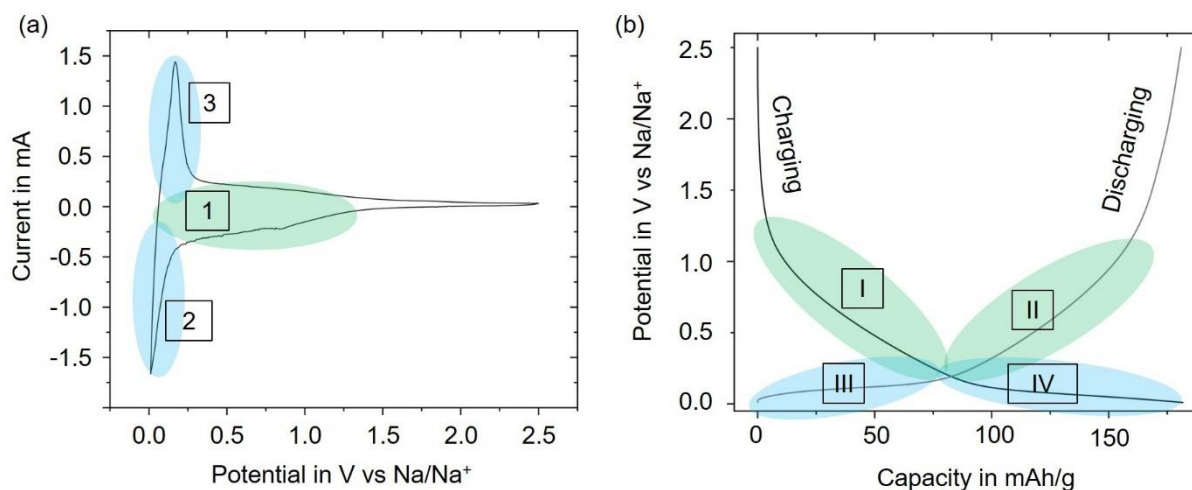 (a)
1.5
1.0
0.5
0.0
-0.5
-1.0
-1.5
Current in mA
3
1
2
0.0 0.5 1.0 1.5 2.0 2.5
Potential in V vs Na/Na⁺
(b)
2.5
2.0
1.5
1.0
0.5
0.0
Potential in V vs Na/Na⁺
Charging
Discharging
I
II
III
IV
0 50 100 150
Capacity in mAh/g